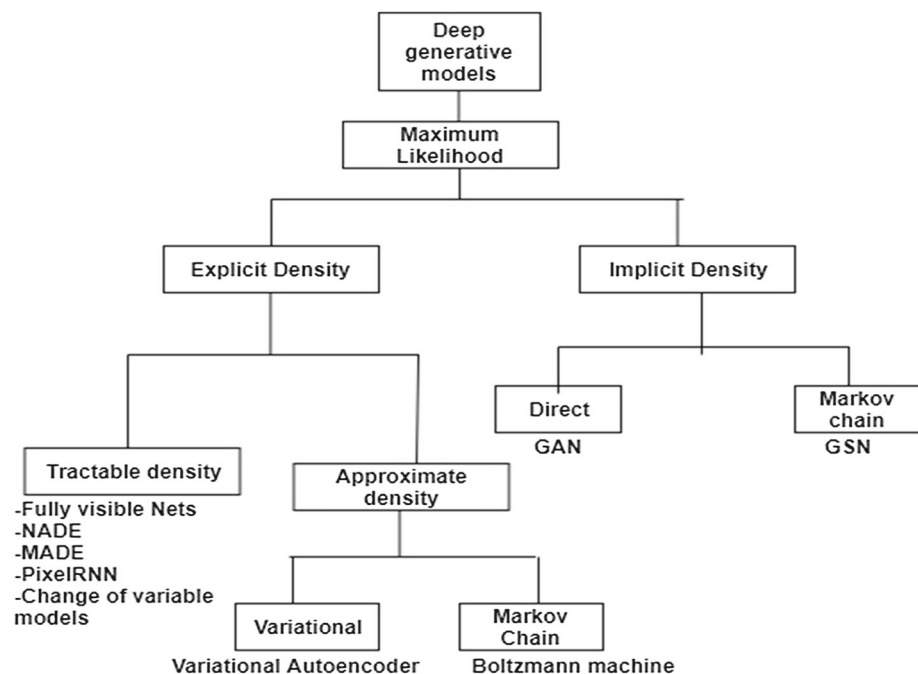 Deep
generative
models
Maximum
Likelihood
Explicit Density
Implicit Density
Direct
GAN
Markov
chain
GSN
Tractable density
-Fully visible Nets
-NADE
-MADE
-PixelRNN
-Change of variable
models
Approximate
density
Variational
Variational Autoencoder
Markov
Chain
Boltzmann machine